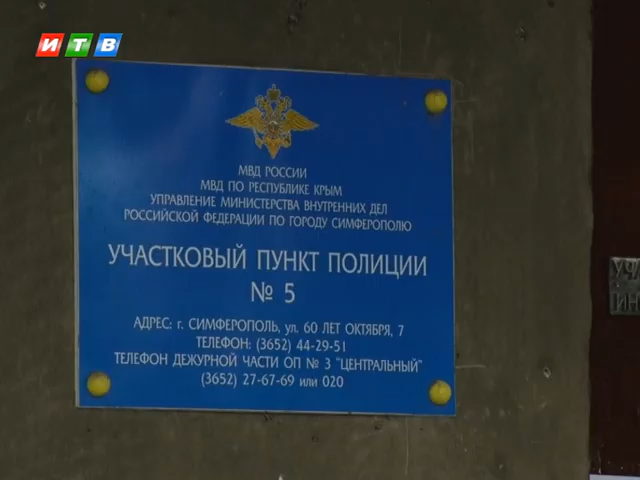 ИТВ
МВД РОССИИ
МВД ПО РЕСПУБЛИКЕ КРЫМ
УПРАВЛЕНИЕ МИНИСТЕРСТВА ВНУТРЕННИХ ДЕЛ
РОССИЙСКОЙ ФЕДЕРАЦИИ ПО ГОРОДУ СИМФЕРОПОЛЮ
УЧАСТКОВЫЙ ПУНКТ ПОЛИЦИИ
№ 5
АДРЕС: г. СИМФЕРОПОЛЬ, ул. 60 ЛЕТ ОКТЯБРЯ, 7
ТЕЛЕФОН: (3652) 44-29-51
ТЕЛЕФОН ДЕЖУРНОЙ ЧАСТИ ОП № 3 "ЦЕНТРАЛЬНЫЙ"
(3652) 27-67-69 или 020